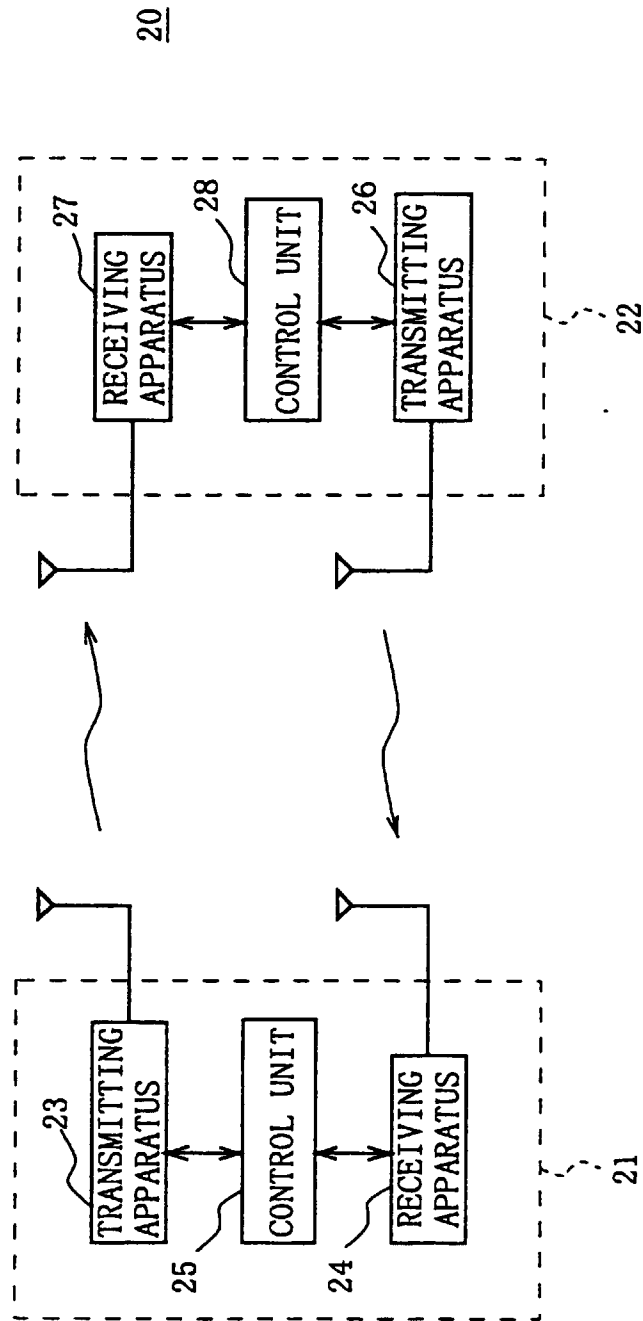 20
23
TRANSMITTING
APPARATUS
25
CONTROL UNIT
24
RECEIVING
APPARATUS
21
27
RECEIVING
APPARATUS
28
CONTROL UNIT
26
TRANSMITTING
APPARATUS
22